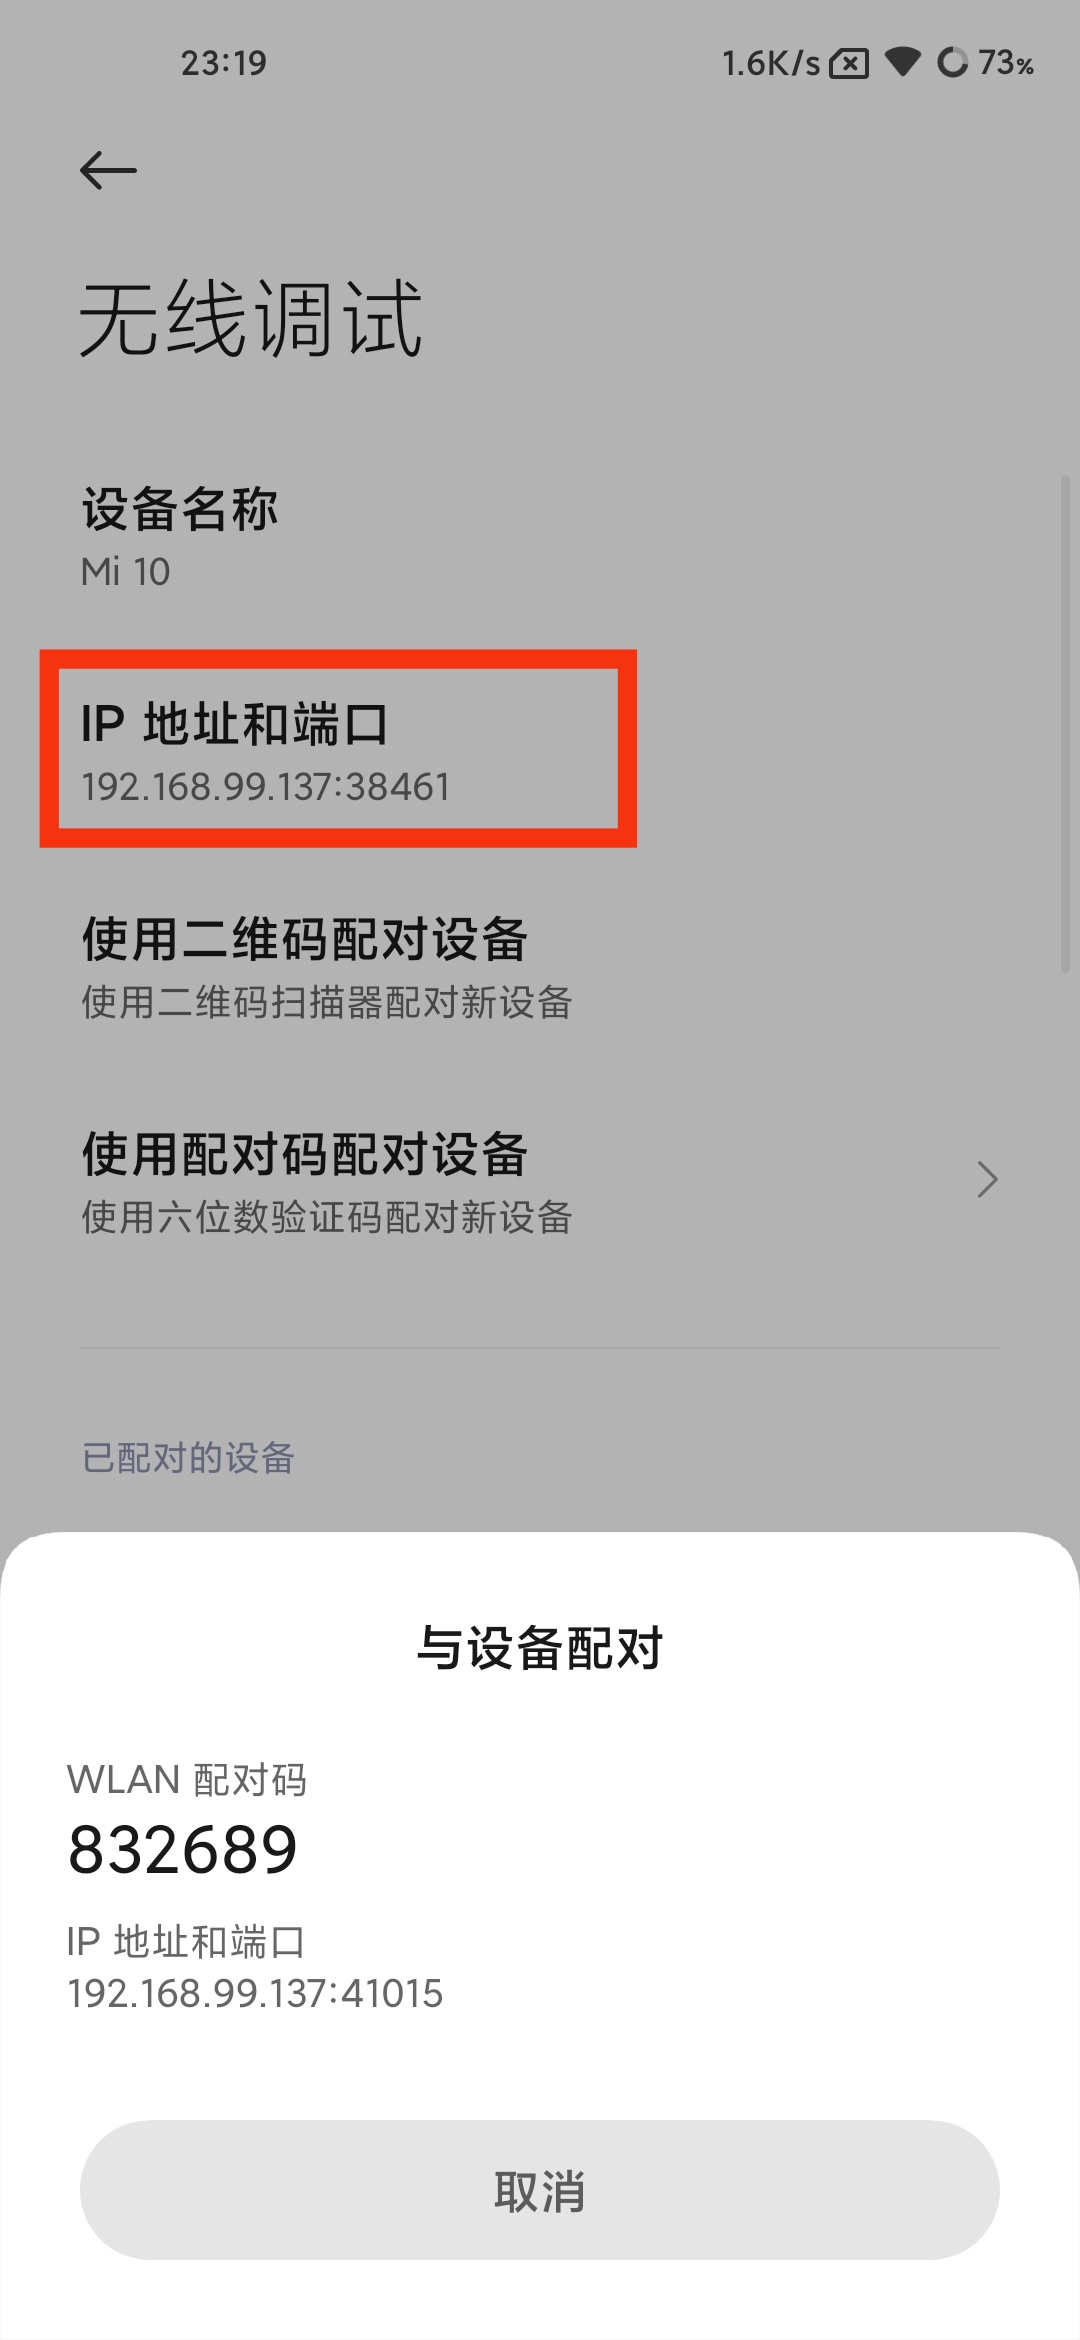 23:19
1.6K/s
73%
无线调试
设备名称
Mi 10
IP 地址和端口
192.168.99.137:38461
使用二维码配对设备
使用二维码扫描器配对新设备
使用配对码配对设备
使用六位数验证码配对新设备
已配对的设备
与设备配对
WLAN 配对码
832689
IP 地址和端口
192.168.99.137:41015
取消